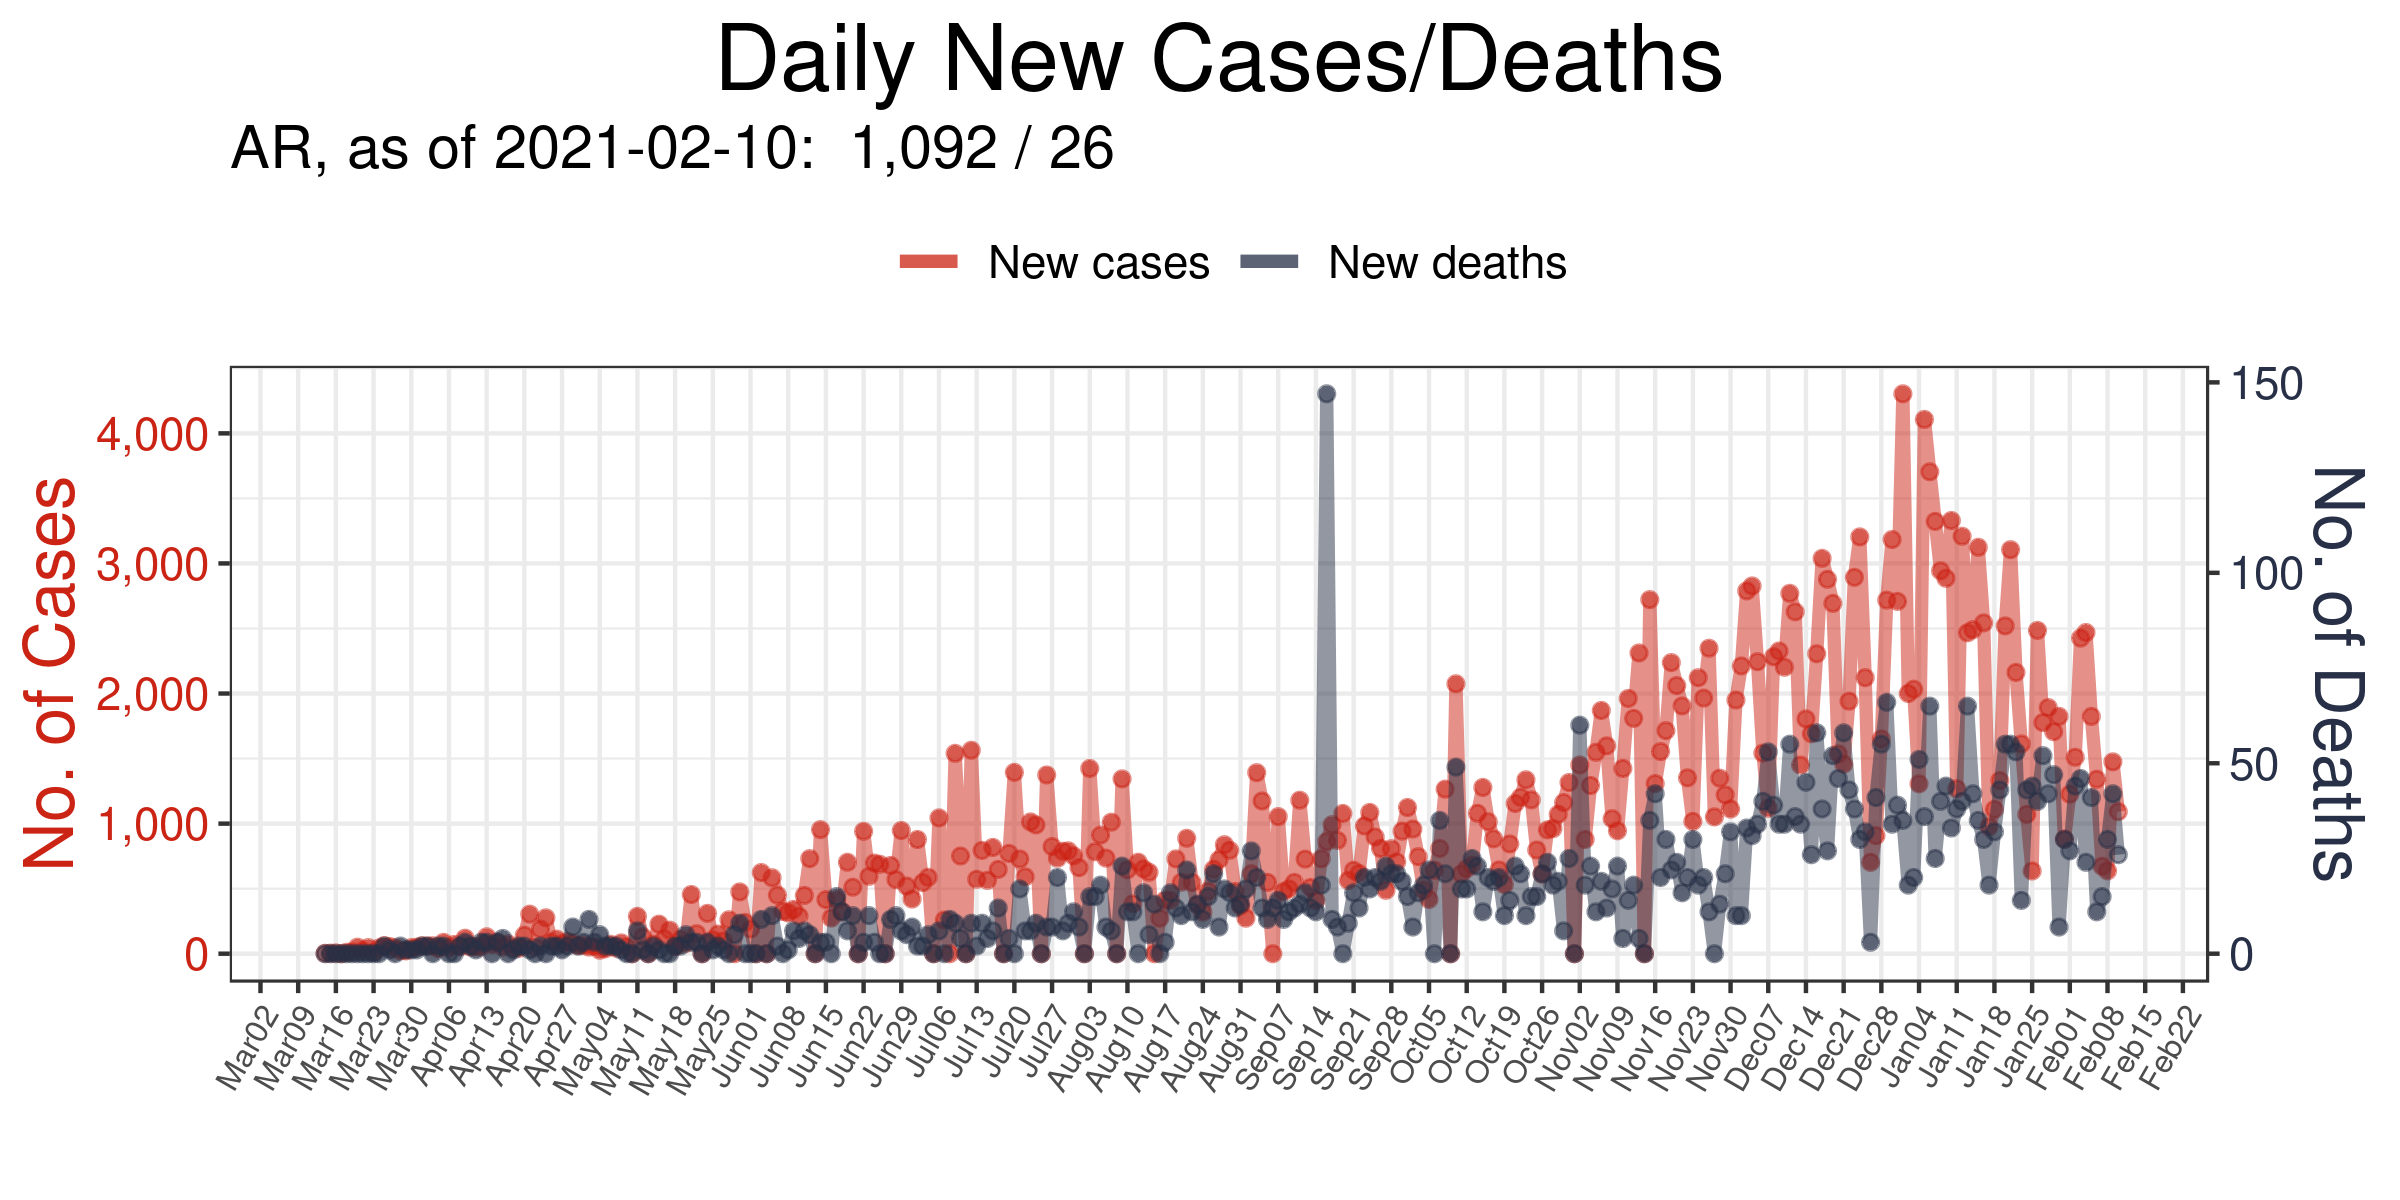 Daily New Cases/Deaths
AR, as of 2021-02-10:  1,092 / 26
New cases
New deaths
No. of Cases
4,000
3,000
2,000
1,000
0
150
100
50
0
No. of Deaths
Mar02
Mar09
Mar16
Mar23
Mar30
Apr06
Apr13
Apr20
Apr27
May04
May11
May18
May25
Jun01
Jun08
Jun15
Jun22
Jun29
Jul06
Jul13
Jul20
Jul27
Aug03
Aug10
Aug17
Aug24
Aug31
Sep07
Sep14
Sep21
Sep28
Oct05
Oct12
Oct19
Oct26
Nov02
Nov09
Nov16
Nov23
Nov30
Dec07
Dec14
Dec21
Dec28
Jan04
Jan11
Jan18
Jan25
Feb01
Feb08
Feb15
Feb22